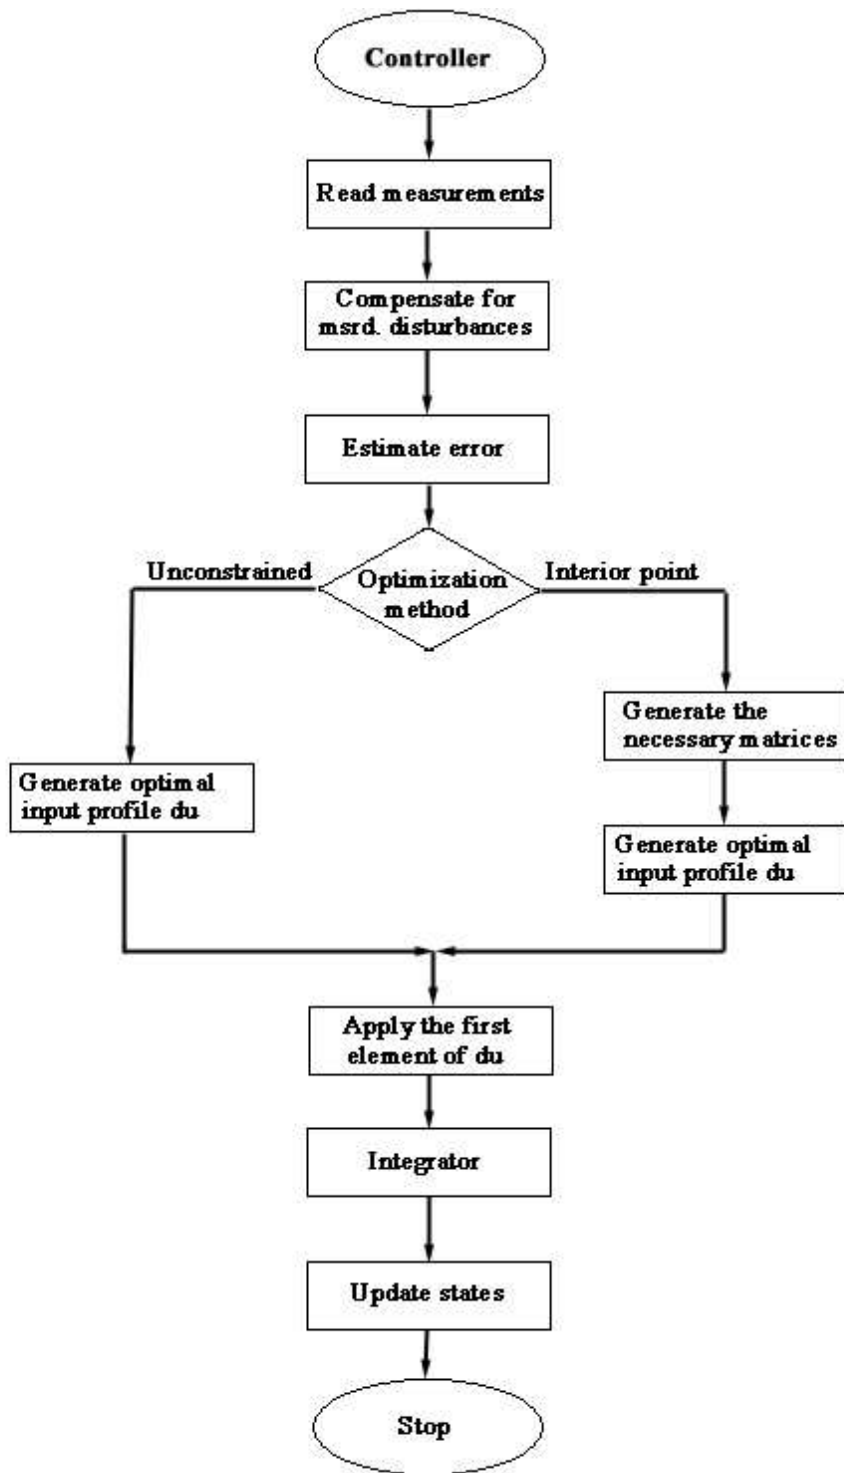 Controller
Read measurements
Compensate for
msrd. disturbances
Estimate error
Unconstrained
Optimization
method
Interior point
Generate the
necessary matrices
Generate optimal
input profile du
Generate optimal
input profile du
Apply the first
element of du
Integrator
Update states
Stop